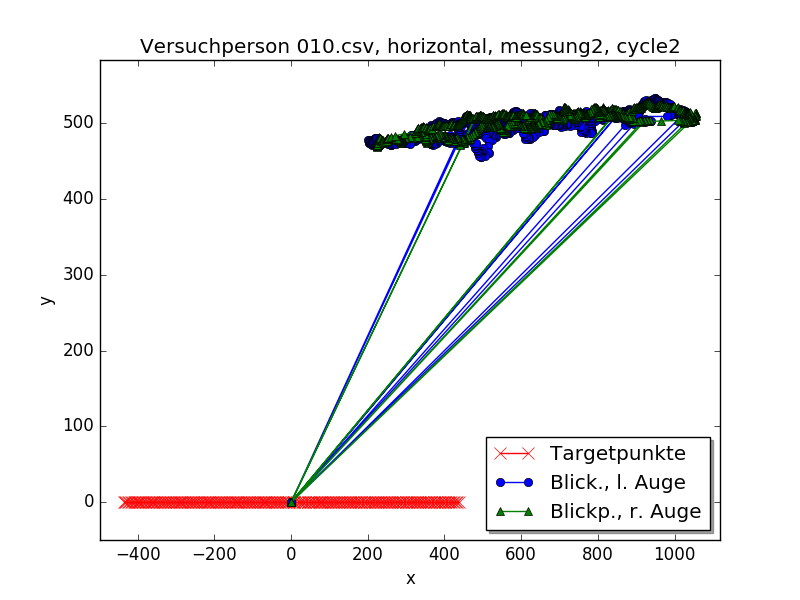 Versuchperson 010.csv, horizontal, messung2, cycle2
500
400
300
200
100
0
y
Targetpunkte
Blick., l. Auge
Blickp., r. Auge
−400 −200 0 200 400 600 800 1000
x